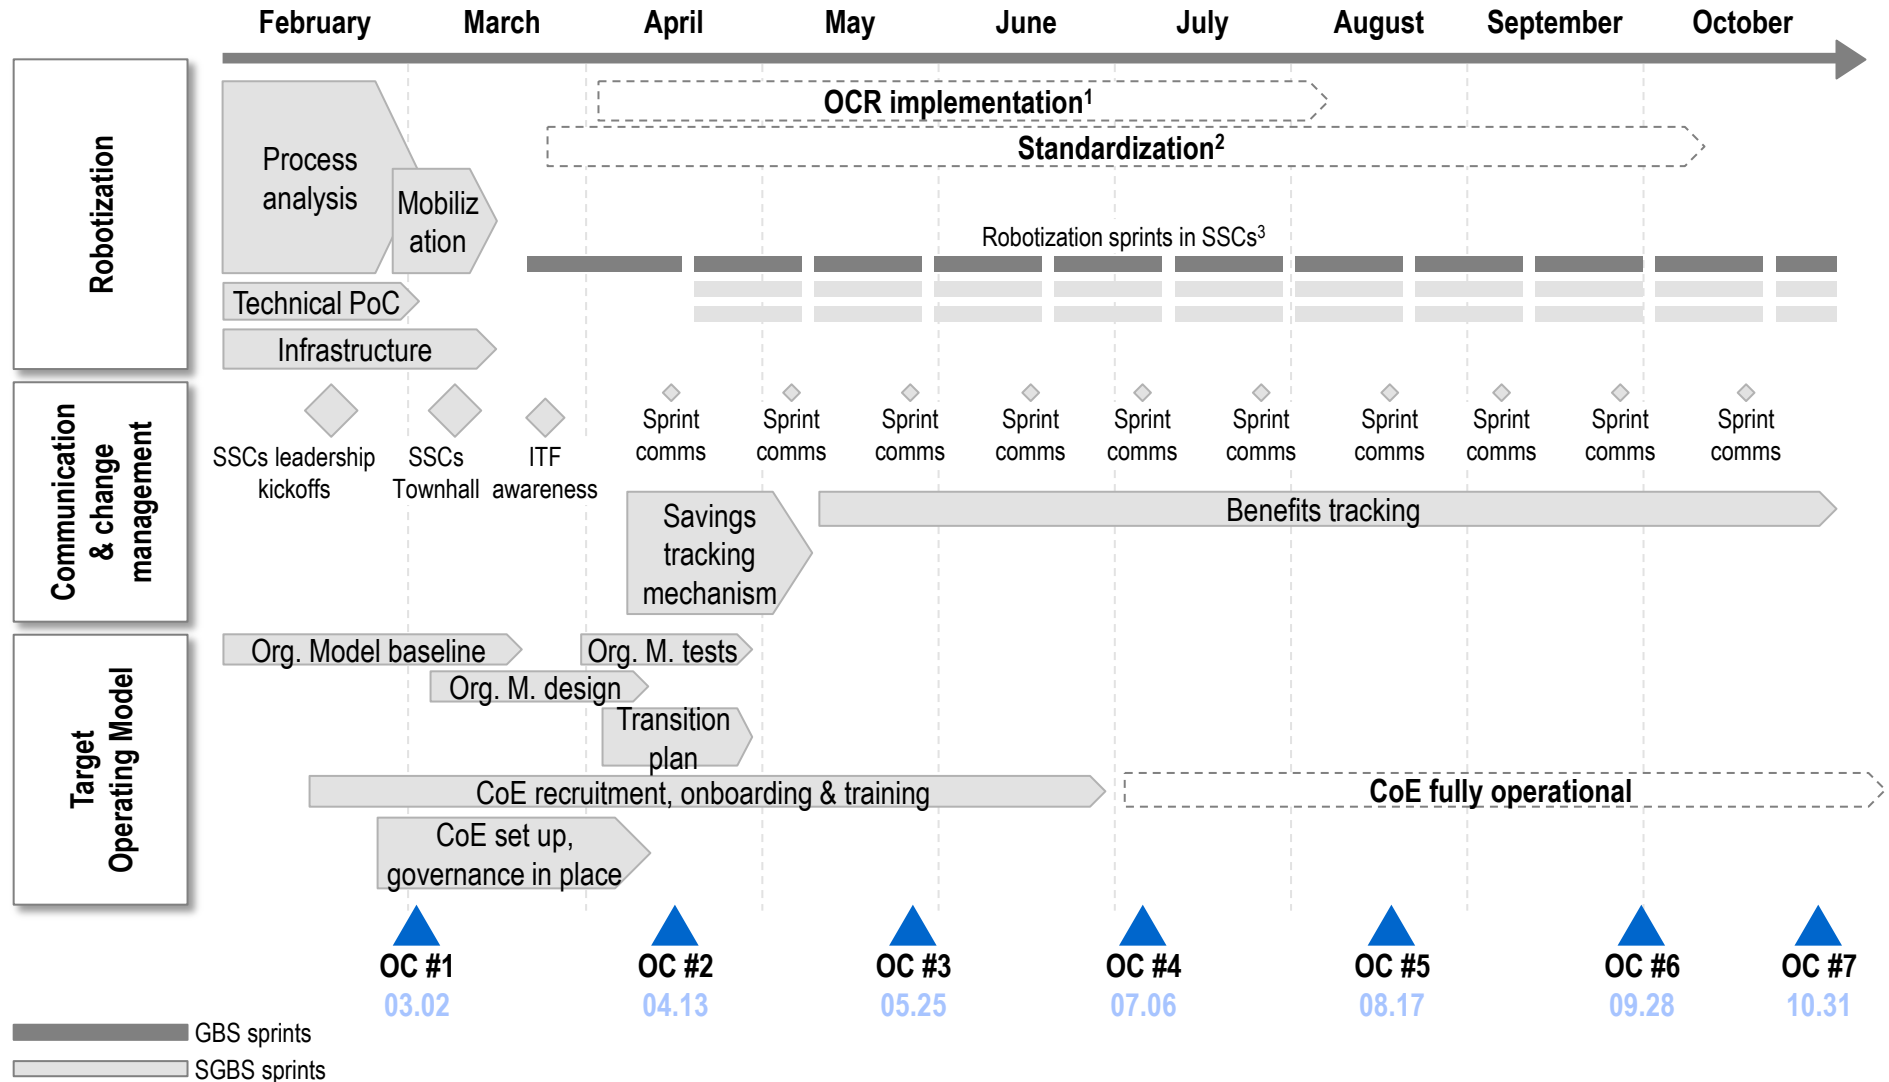 February March April May June July August September October
Robotization
Process
analysis
Mobiliz
ation
Technical PoC
Infrastructure
OCR implementation1
Standardization2
Robotization sprints in SSCs3
Communication
& change
management
SSCs leadership
kickoffs
SSCs
Townhall
ITF
awareness
Sprint
comms
Sprint
comms
Sprint
comms
Sprint
comms
Sprint
comms
Sprint
comms
Sprint
comms
Sprint
comms
Sprint
comms
Sprint
comms
Savings
tracking
mechanism
Benefits tracking
Target
Operating Model
Org. Model baseline
Org. M. tests
Org. M. design
Transition
plan
CoE recruitment, onboarding & training
CoE fully operational
CoE set up,
governance in place
OC #1
03.02
OC #2
04.13
OC #3
05.25
OC #4
07.06
OC #5
08.17
OC #6
09.28
OC #7
10.31
GBS sprints
SGBS sprints